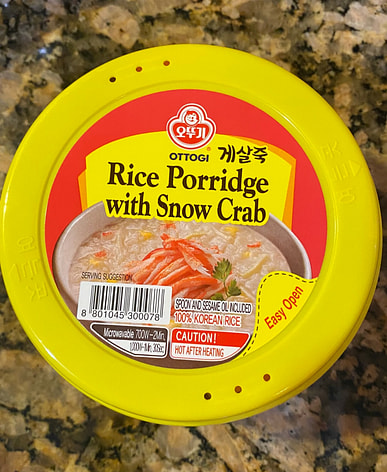 오뚜기
OTTOGI 게살죽
Rice Porridge
with Snow Crab
SERVING SUGGESTION
8 801045 300078
SPOON AND SESAME OIL INCLUDED
100% KOREAN RICE
Microwavable 700W-2Min.
CAUTION!
HOT AFTER HEATING
Easy Open